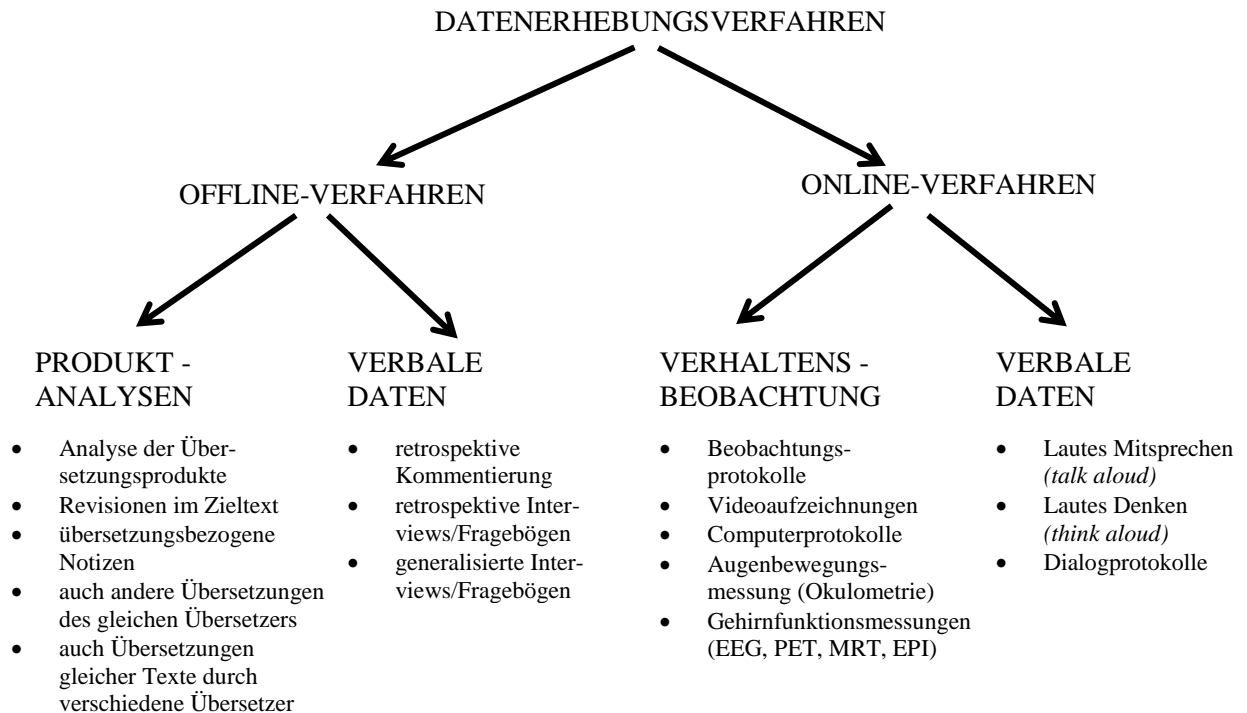 DATENERHEBUNGSVERFAHREN
OFFLINE-VERFAHREN
ONLINE-VERFAHREN
PRODUKT -
ANALYSEN
• Analyse der Über-
setzungsprodukte
• Revisionen im Zieltext
• übersetzungsbezogene
Notizen
• auch andere Übersetzungen
des gleichen Übersetzers
• auch Übersetzungen
gleicher Texte durch
verschiedene Übersetzer
VERBALE
DATEN
• retrospektive
Kommentierung
• retrospektive Inter-
views/Fragebögen
• generalisierte Inter-
views/Fragebögen
VERHALTENS -
BEOBACHTUNG
• Beobachtungs-
protokolle
• Videoaufzeichnungen
• Computerprotokolle
• Augenbewegungs-
messung (Okulometrie)
• Gehirnfunktionsmessungen
(EEG, PET, MRT, EPI)
VERBALE
DATEN
• Lautes Mitsprechen
(talk aloud)
• Lautes Denken
(think aloud)
• Dialogprotokolle